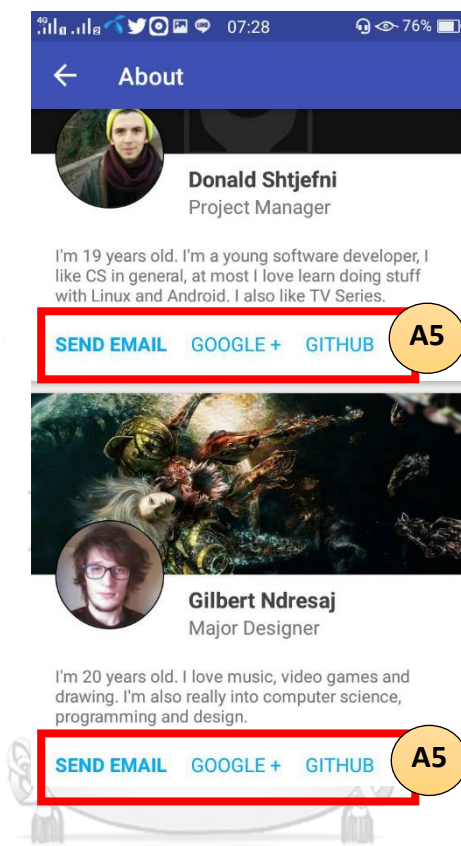 4G 07:28 76%
About
Donald Shtjefni
Project Manager
I'm 19 years old. I'm a young software developer, I
like CS in general, at most I love learn doing stuff
with Linux and Android. I also like TV Series.
SEND EMAIL GOOGLE + GITHUB A5
Gilbert Ndresaj
Major Designer
I'm 20 years old. I love music, video games and
drawing. I'm also really into computer science,
programming and design.
SEND EMAIL GOOGLE + GITHUB A5